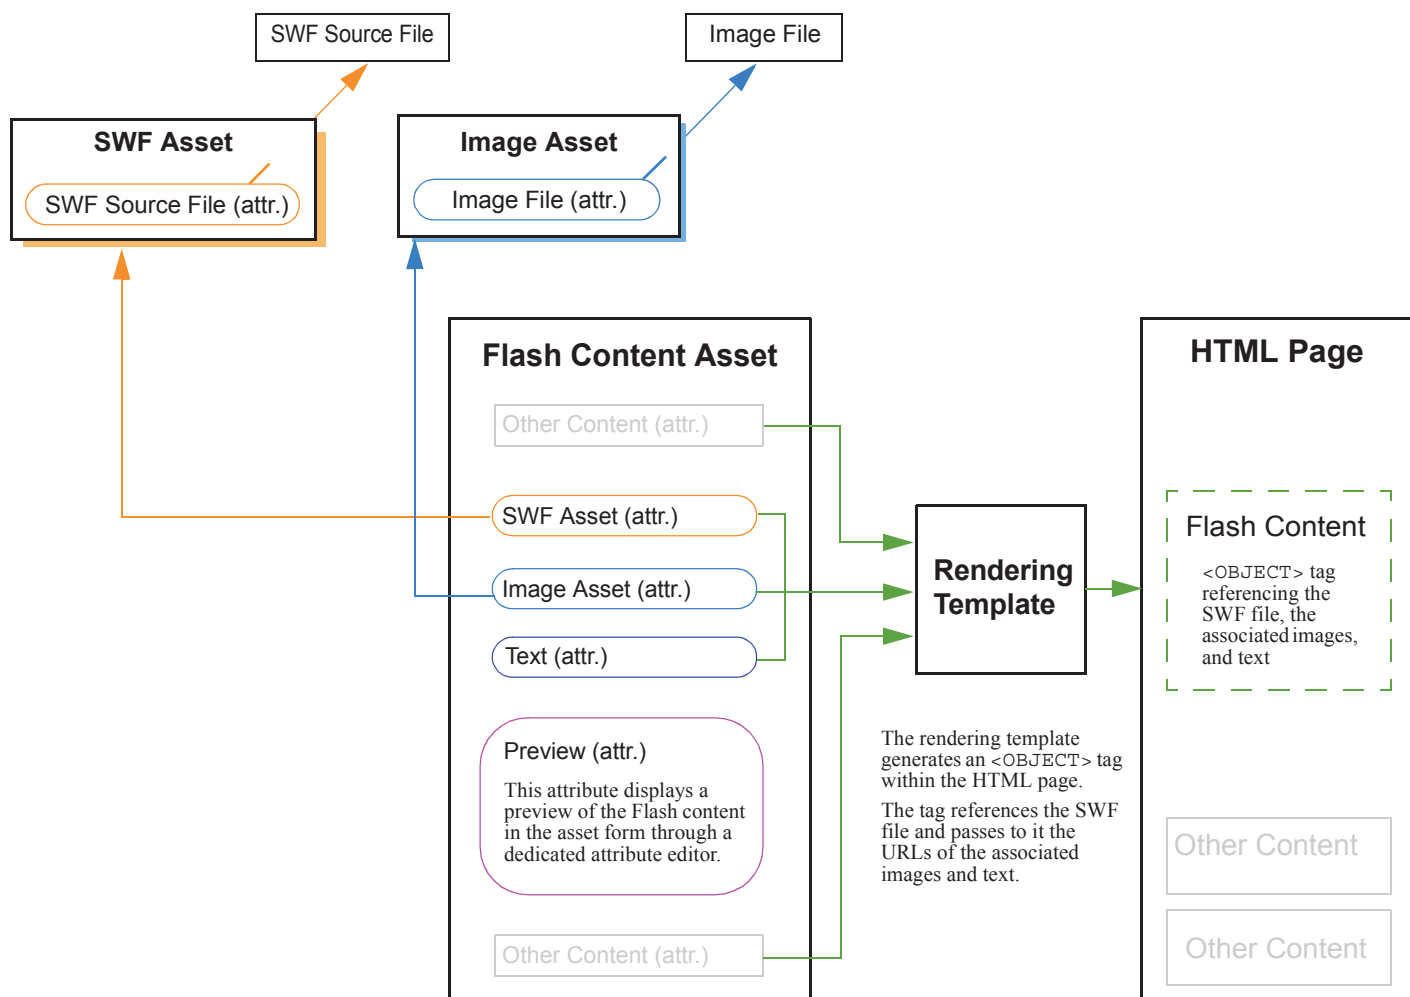 SWF Source File
Image File
SWF Asset
SWF Source File (attr.)
Image Asset
Image File (attr.)
Flash Content Asset
Other Content (attr.)
SWF Asset (attr.)
Image Asset (attr.)
Text (attr.)
Preview (attr.)
This attribute displays a
preview of the Flash content
in the asset form through a
dedicated attribute editor.
Other Content (attr.)
Rendering
Template
The rendering template
generates an <OBJECT> tag
within the HTML page.
The tag references the SWF
file and passes to it the
URLs of the associated
images and text.
HTML Page
Flash Content
<OBJECT> tag
referencing the
SWF file, the
associated images,
and text
Other Content
Other Content